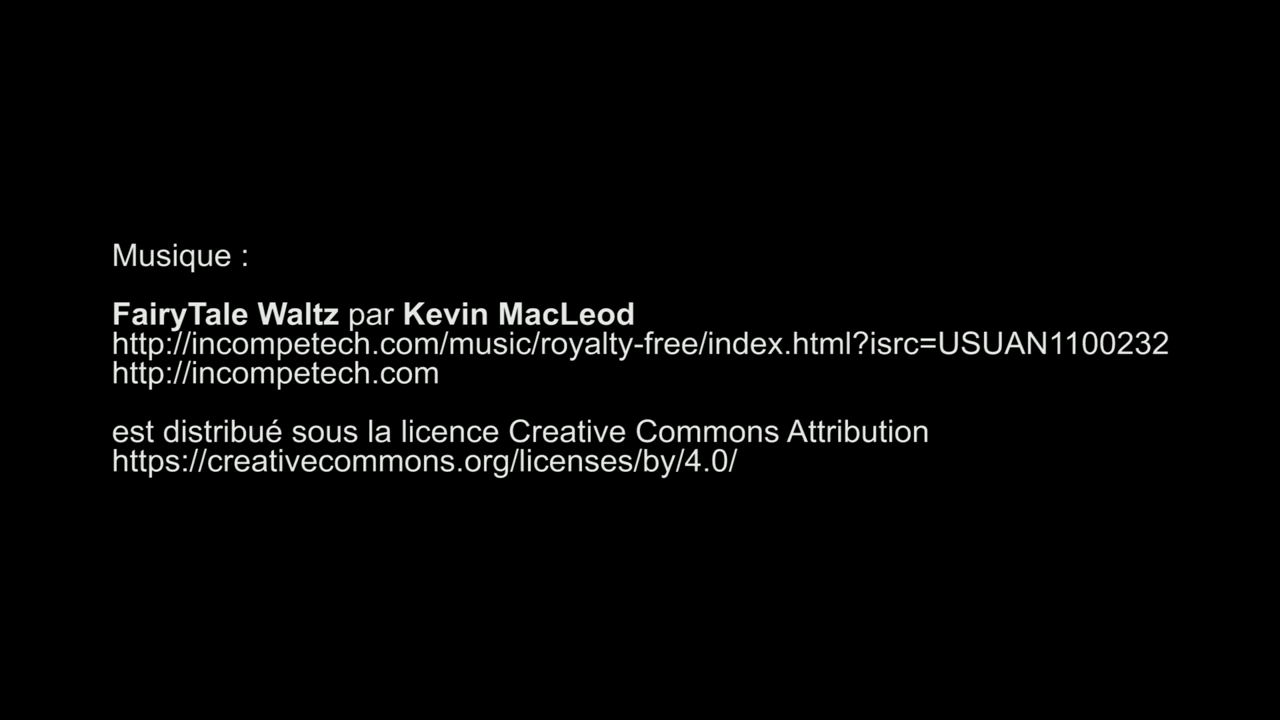 Musique :
FairyTale Waltz par Kevin MacLeod
http://incompetech.com/music/royalty-free/index.html?isrc=USUAN1100232
http://incompetech.com
est distribué sous la licence Creative Commons Attribution
https://creativecommons.org/licenses/by/4.0/